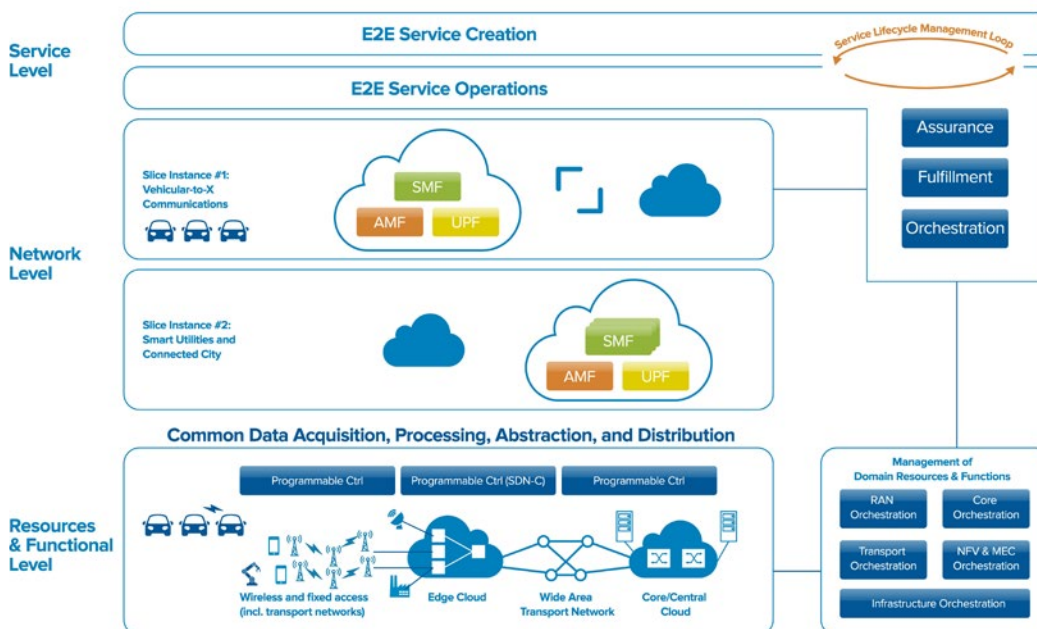 E2E Service Creation
Service Lifecycle Management Loop
Service
Level
E2E Service Operations
Assurance
Fulfillment
Orchestration
Slice Instance #1:
Vehicular-to-X
Communications
SMF
AMF
UPF
Network
Level
Slice Instance #2:
Smart Utilities and
Connected City
SMF
AMF
UPF
Common Data Acquisition, Processing, Abstraction, and Distribution
Programmable Ctrl
Programmable Ctrl (SDN-C)
Programmable Ctrl
Resources
& Functional
Level
Wireless and fixed access
(incl. transport networks)
Edge Cloud
Wide Area
Transport Network
Core/Central
Cloud
Management of
Domain Resources & Functions
RAN
Orchestration
Core
Orchestration
Transport
Orchestration
NFV & MEC
Orchestration
Infrastructure Orchestration